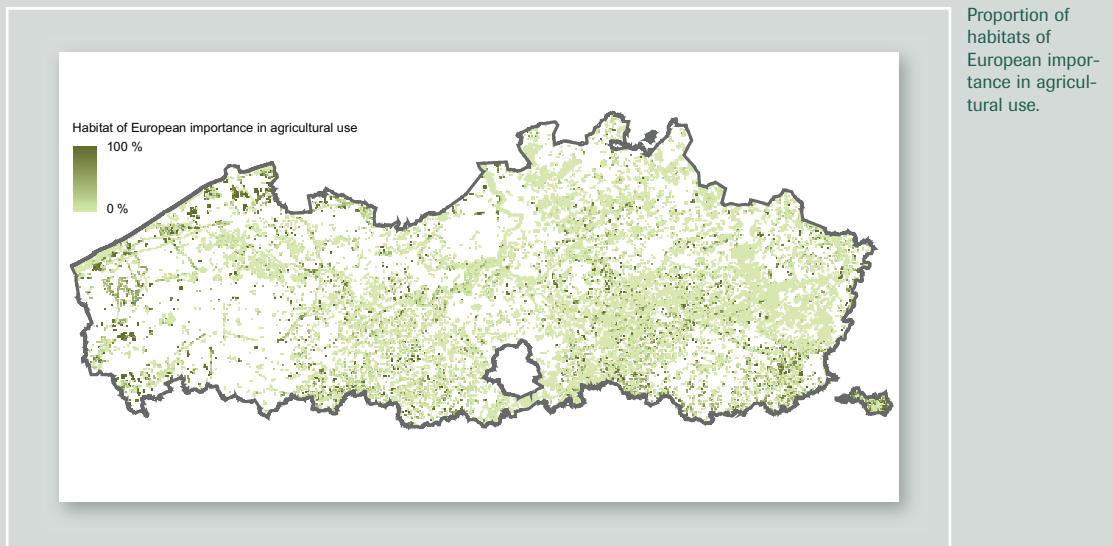 Proportion of
habitats of
European impor-
tance in agricul-
tural use.
Habitat of European importance in agricultural use
100 %
0 %